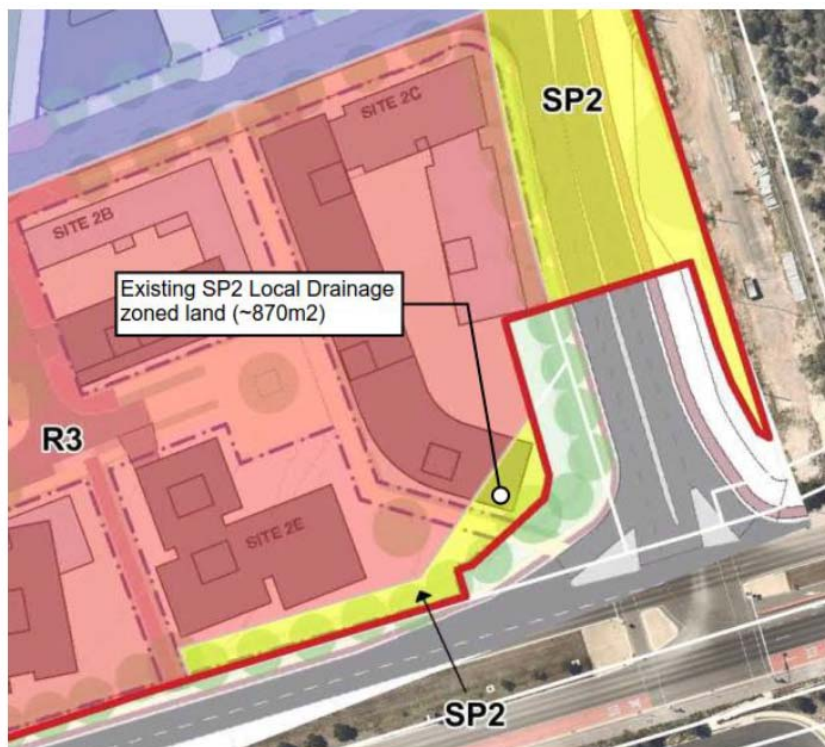 SP2
SITE 2C
SITE 2B
Existing SP2 Local Drainage
zoned land (~870m2)
R3
SITE 2E
SP2